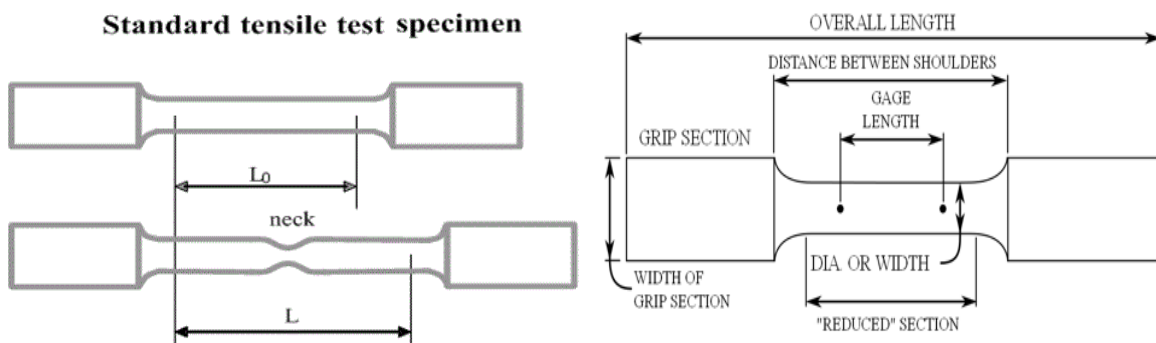 Standard tensile test specimen
L0
neck
L
OVERALL LENGTH
DISTANCE BETWEEN SHOULDERS
GAGE
LENGTH
GRIP SECTION
DIA. OR WIDTH
WIDTH OF
GRIP SECTION
"REDUCED" SECTION